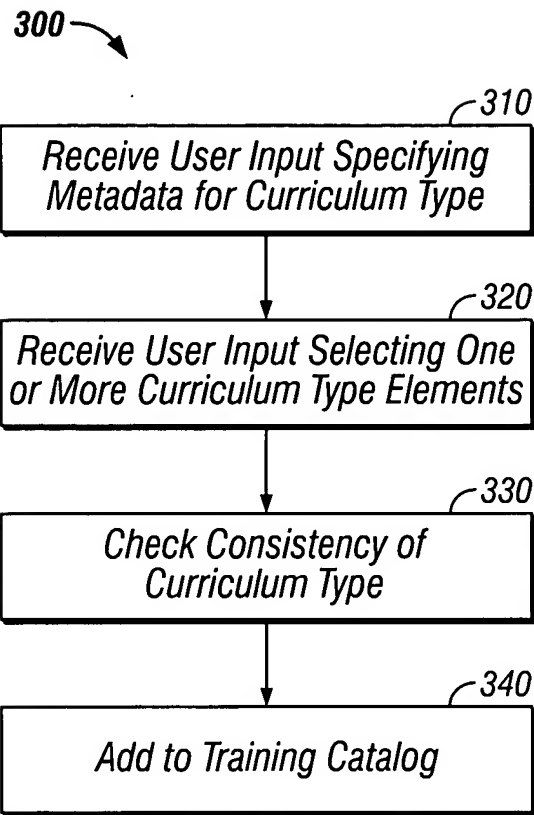 300
310
Receive User Input Specifying
Metadata for Curriculum Type
320
Receive User Input Selecting One
or More Curriculum Type Elements
330
Check Consistency of
Curriculum Type
340
Add to Training Catalog